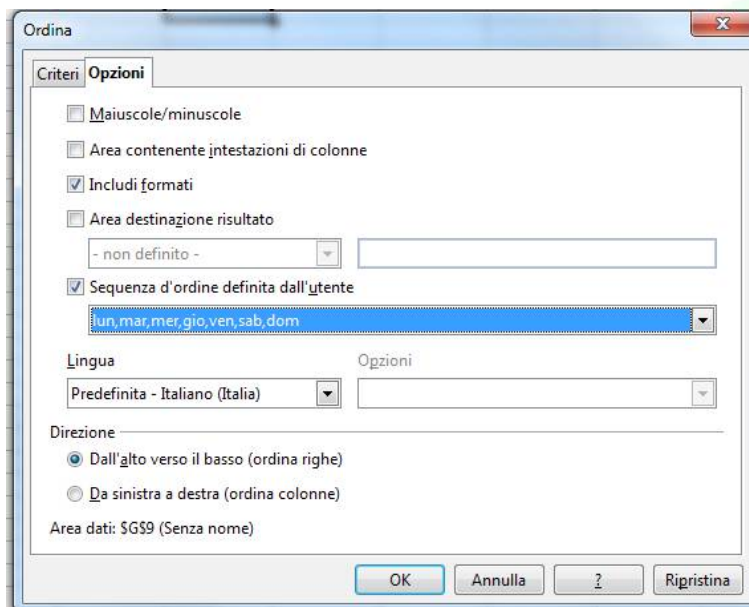 Ordina
Criteri Opzioni
Maiuscole/minuscole
Area contenente intestazioni di colonne
Includi formati
Area destinazione risultato
- non definito -
Sequenza d'ordine definita dall'utente
lun,mar,mer,gio,ven,sab,dom
Lingua Opzioni
Predefinita - Italiano (Italia)
Direzione
Dall'alto verso il basso (ordina righe)
Da sinistra a destra (ordina colonne)
Area dati: $G$9 (Senza nome)
OK Annulla ? Ripristina